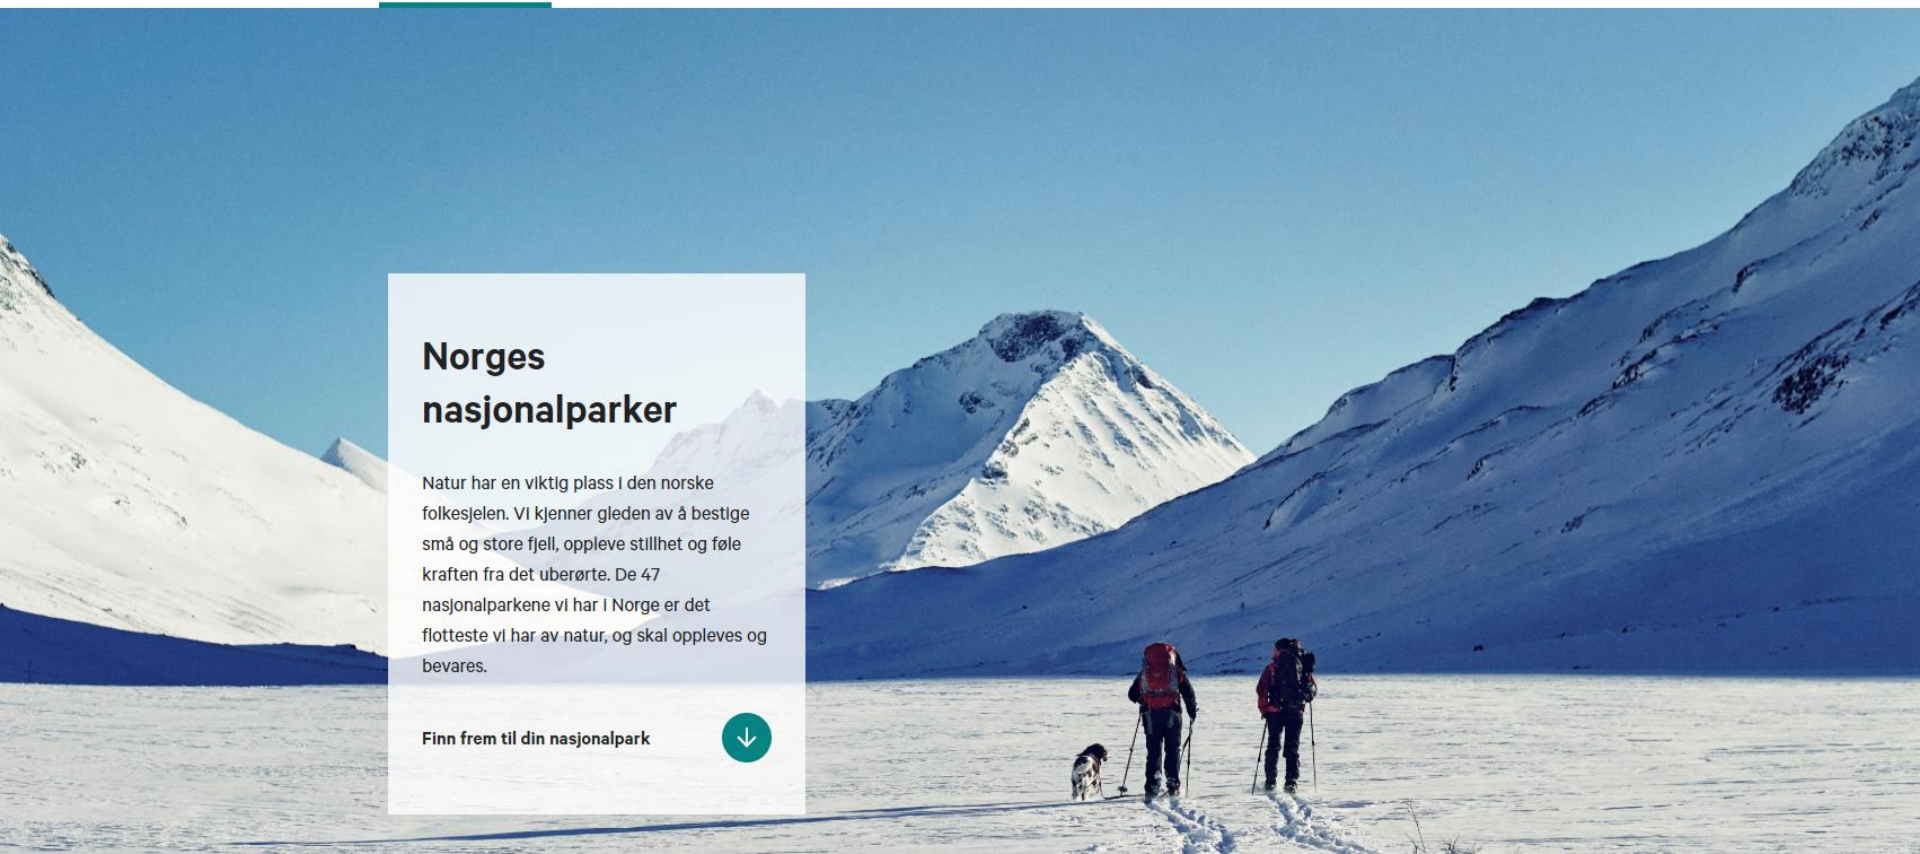 Norges
nasjonalparker
Natur har en viktig plass i den norske
folkesjelen. Vi kjenner gleden av å bestige
små og store fjell, oppleve stillhet og føle
kraften fra det uberørte. De 47
nasjonalparkene vi har i Norge er det
flotteste vi har av natur, og skal oppleves og
bevares.
Finn frem til din nasjonalpark